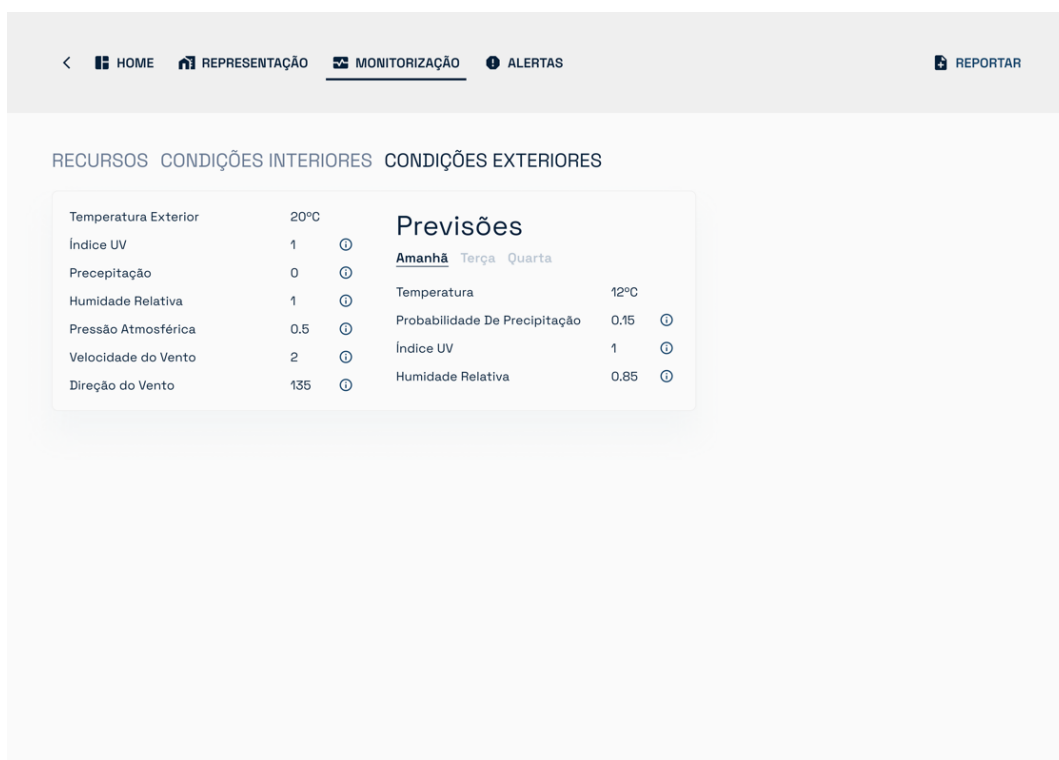 HOME REPRESENTAÇÃO MONITORIZAÇÃO ALERTAS REPORTAR
RECURSOS CONDIÇÕES INTERIORES CONDIÇÕES EXTERIORES
Temperatura Exterior 20ºC
Índice UV 1
Precepitação 0
Humidade Relativa 1
Pressão Atmosférica 0.5
Velocidade do Vento 2
Direção do Vento 135
Previsões
Amanhã Terça Quarta
Temperatura 12ºC
Probabilidade De Precipitação 0.15
Índice UV 1
Humidade Relativa 0.85